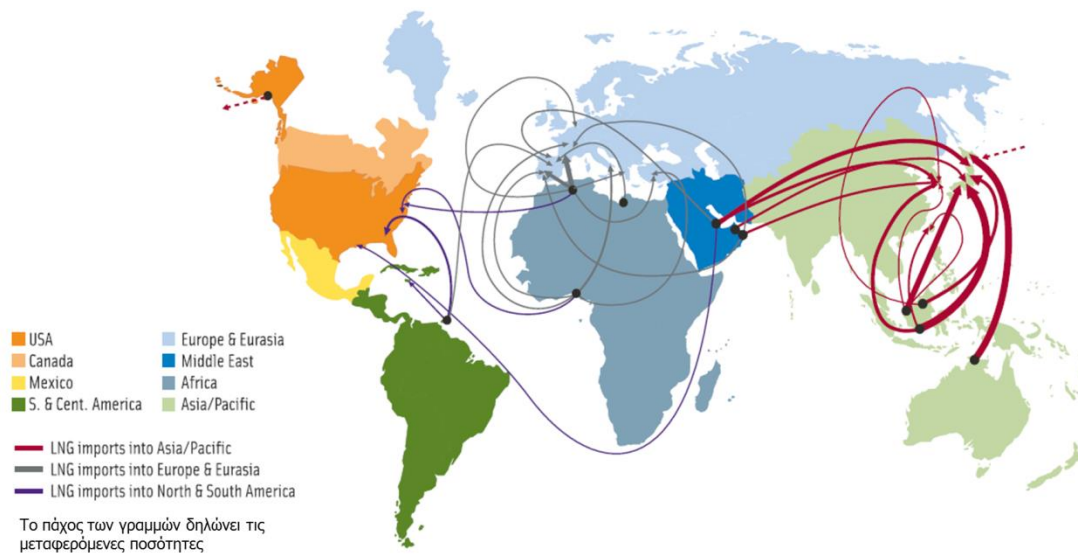 USA
Canada
Mexico
S. & Cent. America
Europe & Eurasia
Middle East
Africa
Asia/Pacific
LNG imports into Asia/Pacific
LNG imports into Europe & Eurasia
LNG imports into North & South America
Το πάχος των γραμμών δηλώνει τις
μεταφερόμενες ποσότητες